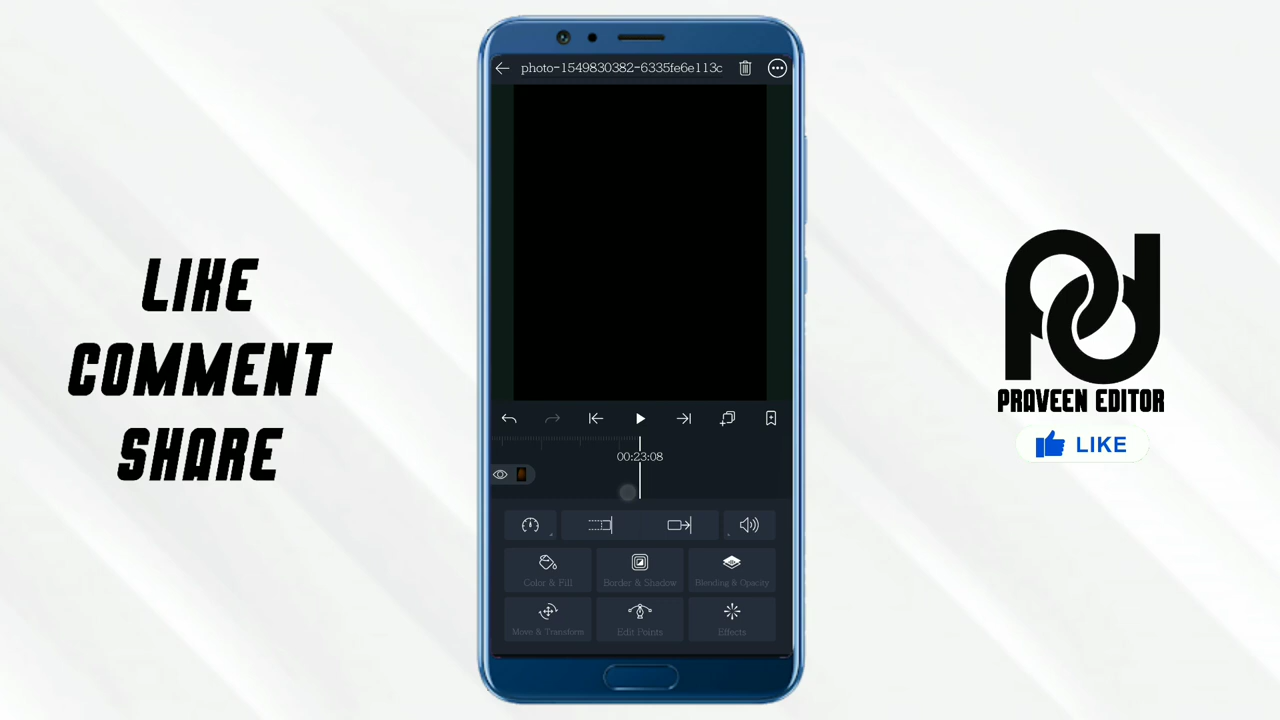 photo-1549830382-6335fe6e113c
LIKE
COMMENT
SHARE
PRAVEEN EDITOR
LIKE
00:23:08
Color & Fill
Border & Shadow
Blending & Opacity
Move & Transform
Edit Points
Effects